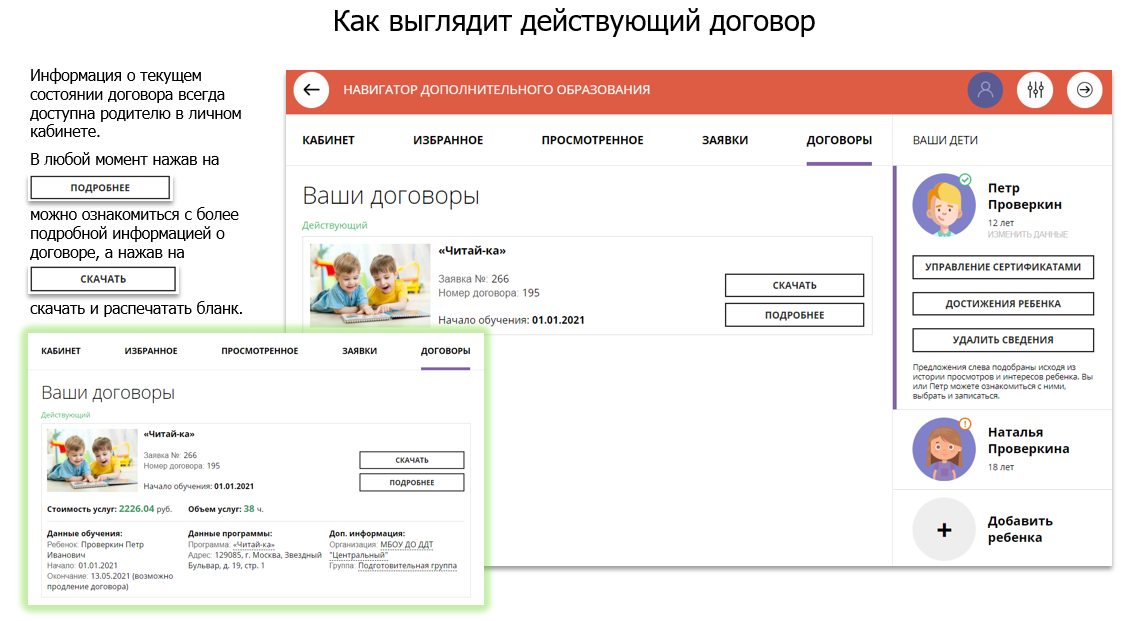 Как выглядит действующий договор
Информация о текущем
состоянии договора всегда
доступна родителю в личном
кабинете.
В любой момент нажав на
ПОДРОБНЕЕ
можно ознакомиться с более
подробной информацией о
договоре, а нажав на
СКАЧАТЬ
скачать и распечатать бланк.
НАВИГАТОР ДОПОЛНИТЕЛЬНОГО ОБРАЗОВАНИЯ
КАБИНЕТ ИЗБРАННОЕ ПРОСМОТРЕННОЕ ЗАЯВКИ ДОГОВОРЫ
Ваши договоры
Действующий
«Читай-ка»
Заявка №: 266
Номер договора: 195
Начало обучения: 01.01.2021
СКАЧАТЬ
ПОДРОБНЕЕ
ВАШИ ДЕТИ
Петр
Проверкин
12 лет
ИЗМЕНИТЬ ДАННЫЕ
УПРАВЛЕНИЕ СЕРТИФИКАТАМИ
ДОСТИЖЕНИЯ РЕБЕНКА
УДАЛИТЬ СВЕДЕНИЯ
Предложения слева подобраны исходя из
истории просмотров и интересов ребенка. Вы
или Петр можете ознакомиться с ними,
выбрать и записаться.
Наталья
Проверкина
18 лет
Добавить
ребенка
КАБИНЕТ ИЗБРАННОЕ ПРОСМОТРЕННОЕ ЗАЯВКИ ДОГОВОРЫ
Ваши договоры
Действующий
«Читай-ка»
Заявка №: 266
Номер договора: 195
Начало обучения: 01.01.2021
СКАЧАТЬ
ПОДРОБНЕЕ
Стоимость услуг: 2226.04 руб. Объем услуг: 38 ч.
Данные обучения:
Ребенок: Проверкин Петр
Иванович
Начало: 01.01.2021
Окончание: 13.05.2021 (возможно
продление договора)
Данные программы:
Программа: «Читай-ка»
Адрес: 129085, г. Москва, Звездный
Бульвар, д. 19, стр. 1
Доп. информация:
Организация: МБОУ ДО ДДТ
"Центральный"
Группа: Подготовительная группа